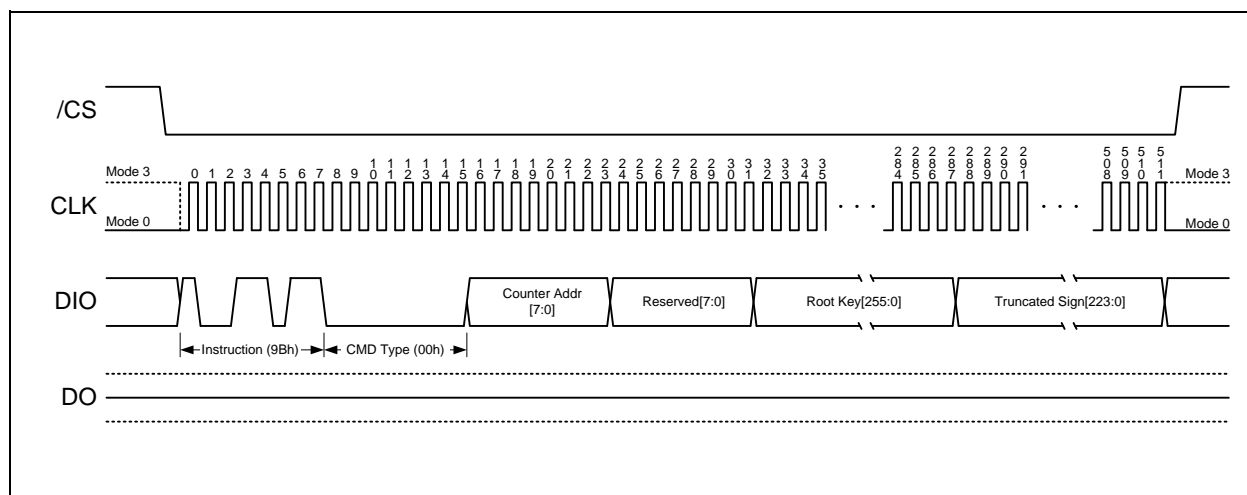 /CS
Mode 3
0 1 2 3 4 5 6 7 8 9 10 11 12 13 14 15 16 17 18 19 20 21 22 23 24 25 26 27 28 29 30 31 32 33 34 35 284 285 286 287 288 289 290 291 508 509 510 511
Mode 3
CLK
Mode 0
. . .
. . .
Mode 0
DIO
Counter Addr
[7:0]
Reserved[7:0]
Root Key[255:0]
Truncated Sign[223:0]
Instruction (9Bh)
CMD Type (00h)
DO